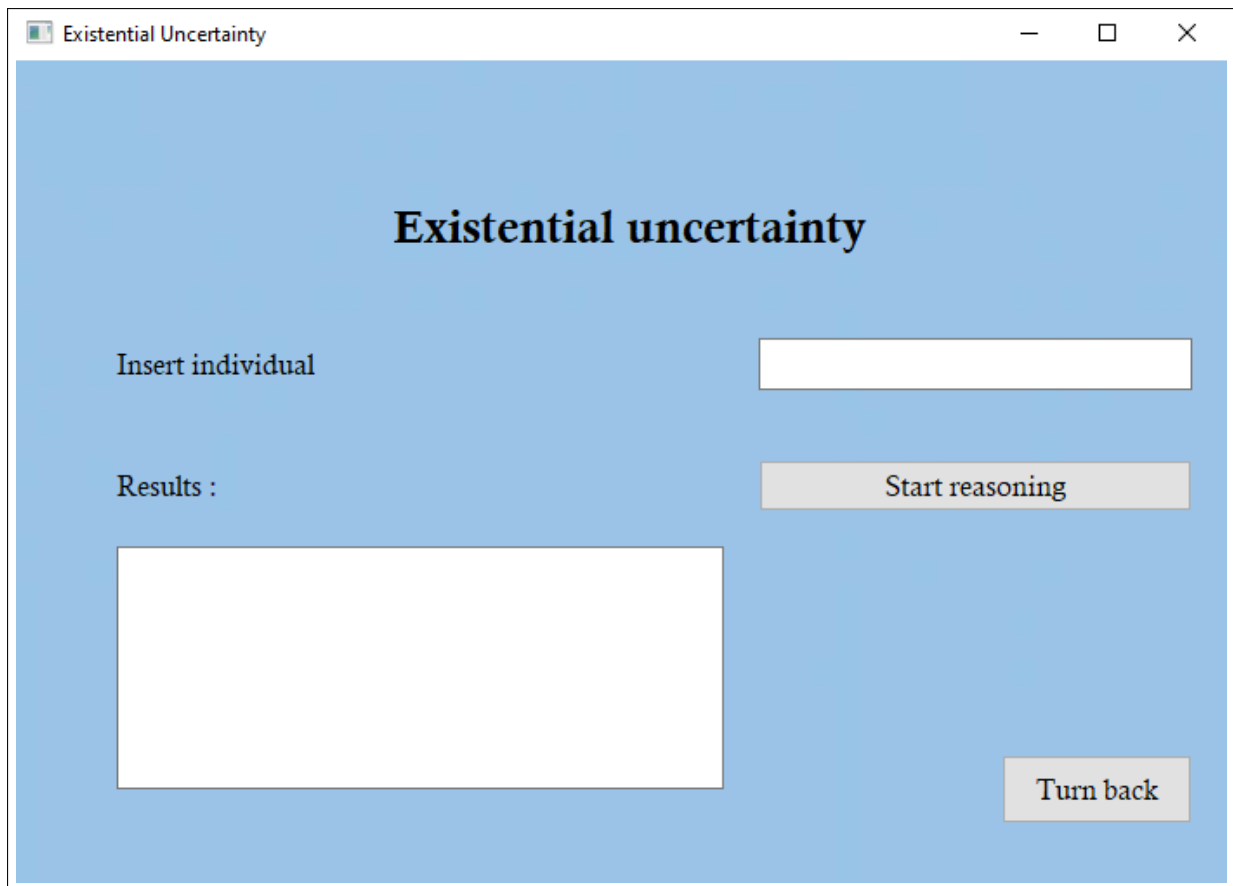 Existential Uncertainty
Existential uncertainty
Insert individual
Results :
Start reasoning
Turn back